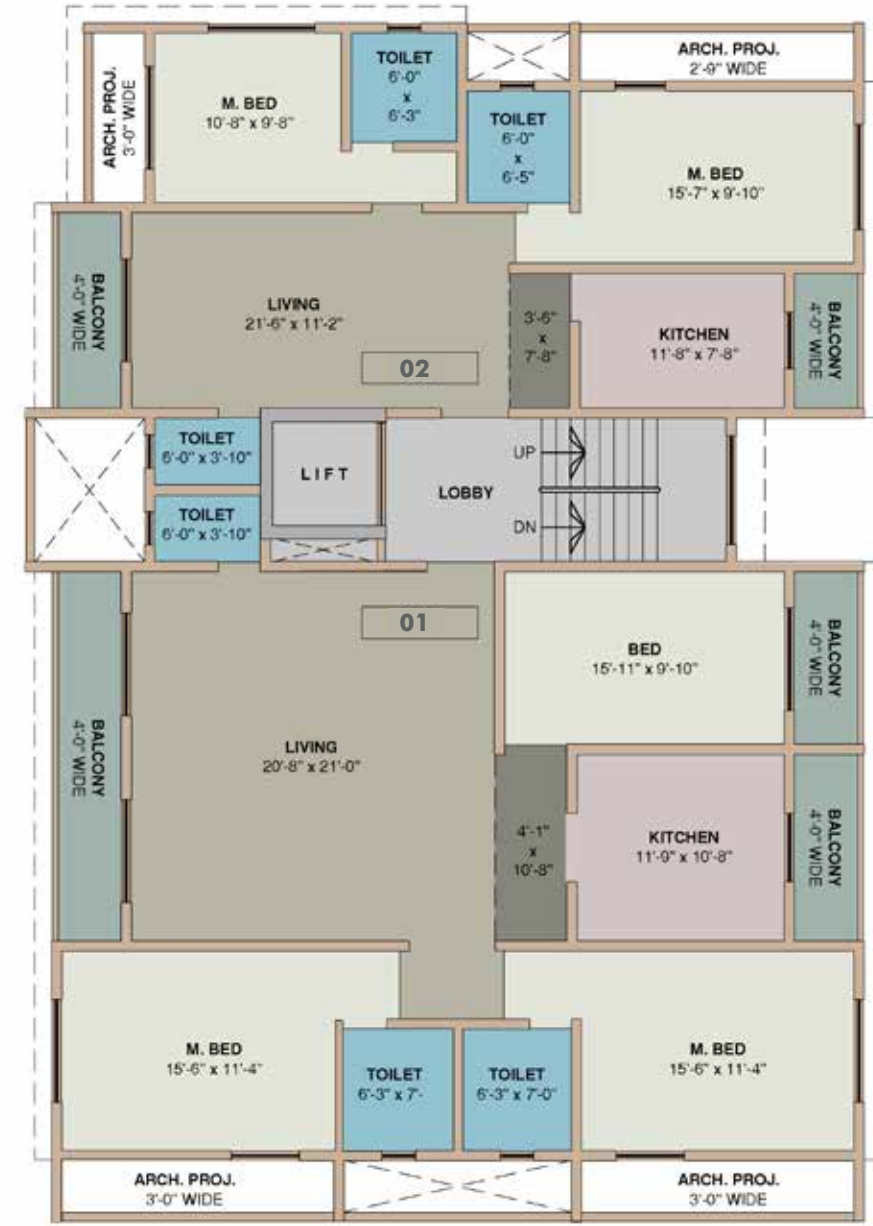 ARCH. PROJ.
3'-0" WIDE
M. BED
10'-8" x 9'-8"
TOILET
6'-0"
x
6'-3"
ARCH. PROJ.
2'-9" WIDE
TOILET
6'-0"
x
6'-5"
M. BED
15'-7" x 9'-10"
BALCONY
4'-0" WIDE
LIVING
21'-6" x 11'-2"
02
3'-6"
x
7'-8"
KITCHEN
11'-8" x 7'-8"
BALCONY
4'-0" WIDE
TOILET
6'-0" x 3'-10"
TOILET
6'-0" x 3'-10"
LIFT
LOBBY
UP
DN
01
BED
15'-11" x 9'-10"
BALCONY
4'-0" WIDE
BALCONY
4'-0" WIDE
LIVING
20'-8" x 21'-0"
4'-1"
x
10'-8"
KITCHEN
11'-9" x 10'-8"
BALCONY
4'-0" WIDE
M. BED
15'-6" x 11'-4"
TOILET
6'-3" x 7'-
TOILET
6'-3" x 7'-0"
M. BED
15'-6" x 11'-4"
ARCH. PROJ.
3'-0" WIDE
ARCH. PROJ.
3'-0" WIDE